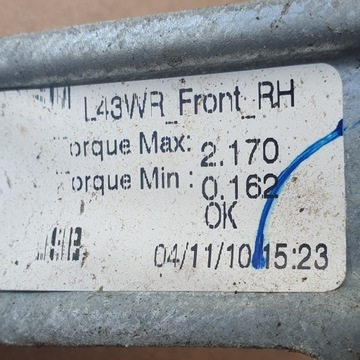 L43WR_Front_RH
Torque Max: 2.170
Torque Min : 0.162
OK
04/11/10 15:23